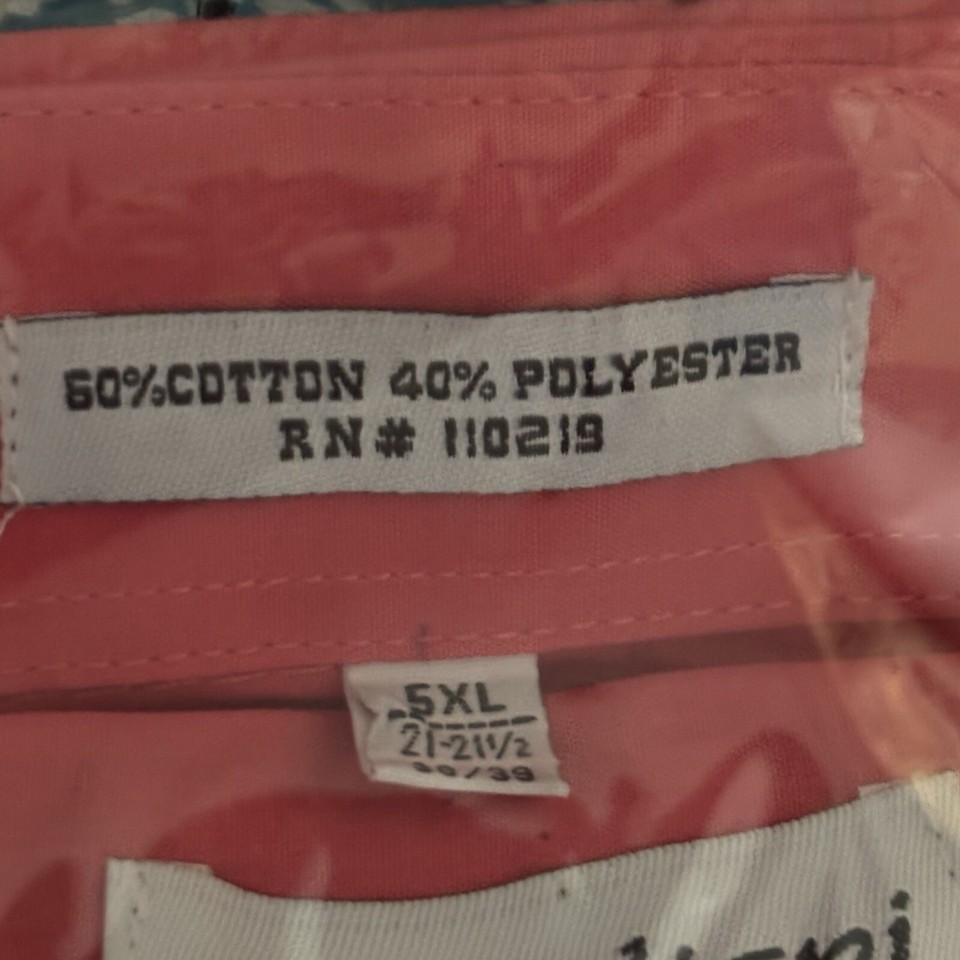 60%COTTON 40% POLYESTER
RN# 110219
5XL
21-21½